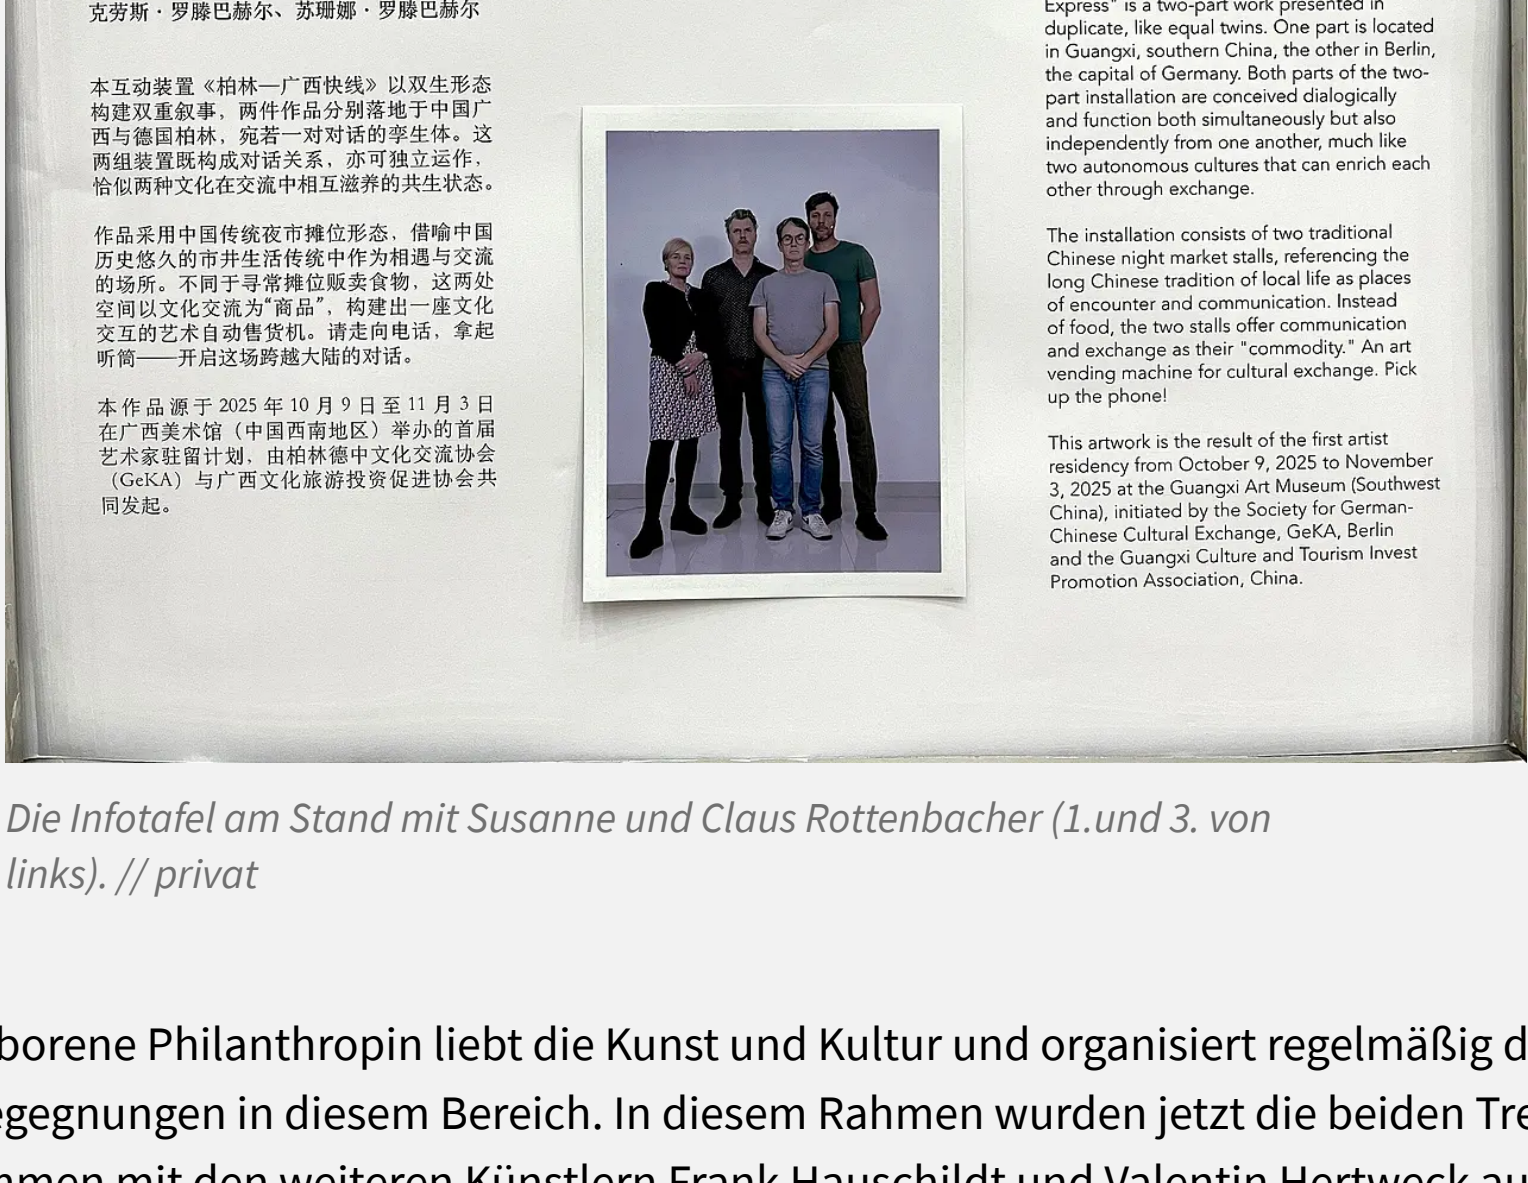 克劳斯·罗滕巴赫尔、苏珊娜·罗滕巴赫尔
本互动装置《柏林—广西快线》以双生形态
构建双重叙事，两件作品分别落地于中国广
西与德国柏林，宛若一对对话的孪生体。这
两组装置既构成对话关系，亦可独立运作，
恰似两种文化在交流中相互滋养的共生状态。
作品采用中国传统夜市摊位形态，借喻中国
历史悠久的市井生活传统中作为相遇与交流
的场所。不同于寻常摊位贩卖食物，这两处
空间以文化交流为“商品”，构建出一座文化
交互的艺术自动售货机。请走向电话，拿起
听筒——开启这场跨越大陆的对话。
本作品源于 2025 年 10 月 9 日至 11 月 3 日
在广西美术馆（中国西南地区）举办的首届
艺术家驻留计划，由柏林德中文化交流协会
（GeKA）与广西文化旅游投资促进协会共
同发起。
Express" is a two-part work presented in
duplicate, like equal twins. One part is located
in Guangxi, southern China, the other in Berlin,
the capital of Germany. Both parts of the two-
part installation are conceived dialogically
and function both simultaneously but also
independently from one another, much like
two autonomous cultures that can enrich each
other through exchange.
The installation consists of two traditional
Chinese night market stalls, referencing the
long Chinese tradition of local life as places
of encounter and communication. Instead
of food, the two stalls offer communication
and exchange as their "commodity." An art
vending machine for cultural exchange. Pick
up the phone!
This artwork is the result of the first artist
residency from October 9, 2025 to November
3, 2025 at the Guangxi Art Museum (Southwest
China), initiated by the Society for German-
Chinese Cultural Exchange, GeKA, Berlin
and the Guangxi Culture and Tourism Invest
Promotion Association, China.
Die Infotafel am Stand mit Susanne und Claus Rottenbacher (1.und 3. von
links). // privat
borene Philanthropin liebt die Kunst und Kultur und organisiert regelmäßig d
egegnungen in diesem Bereich. In diesem Rahmen wurden jetzt die beiden Tre
mmen mit den weiteren Künstlern Frank Hauschildt und Valentin Hertweck au